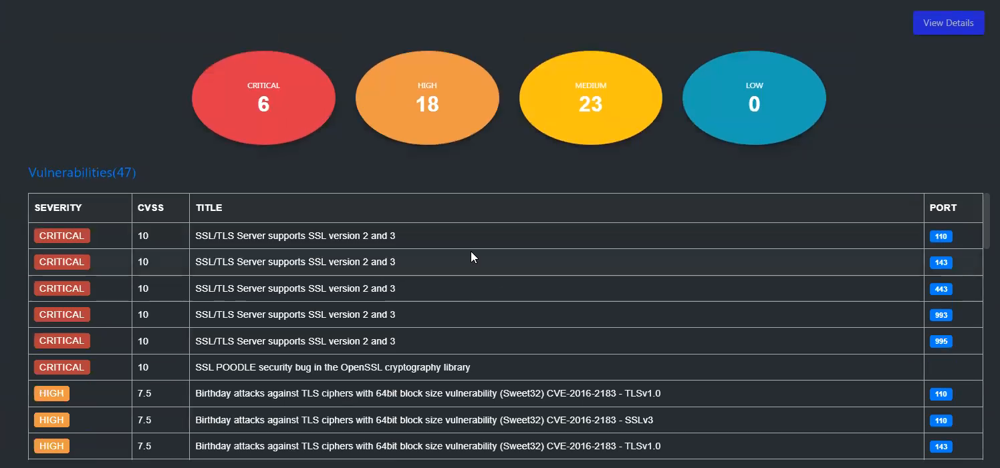 View Details
CRITICAL HIGH MEDIUM LOW
6 18 23 0
Vulnerabilities(47)
SEVERITY CVSS TITLE PORT
CRITICAL 10 SSL/TLS Server supports SSL version 2 and 3 110
CRITICAL 10 SSL/TLS Server supports SSL version 2 and 3 143
CRITICAL 10 SSL/TLS Server supports SSL version 2 and 3 443
CRITICAL 10 SSL/TLS Server supports SSL version 2 and 3 993
CRITICAL 10 SSL/TLS Server supports SSL version 2 and 3 995
CRITICAL 10 SSL POODLE security bug in the OpenSSL cryptography library
HIGH 7.5 Birthday attacks against TLS ciphers with 64bit block size vulnerability (Sweet32) CVE-2016-2183 - TLSv1.0 110
HIGH 7.5 Birthday attacks against TLS ciphers with 64bit block size vulnerability (Sweet32) CVE-2016-2183 - SSLv3 110
HIGH 7.5 Birthday attacks against TLS ciphers with 64bit block size vulnerability (Sweet32) CVE-2016-2183 - TLSv1.0 143